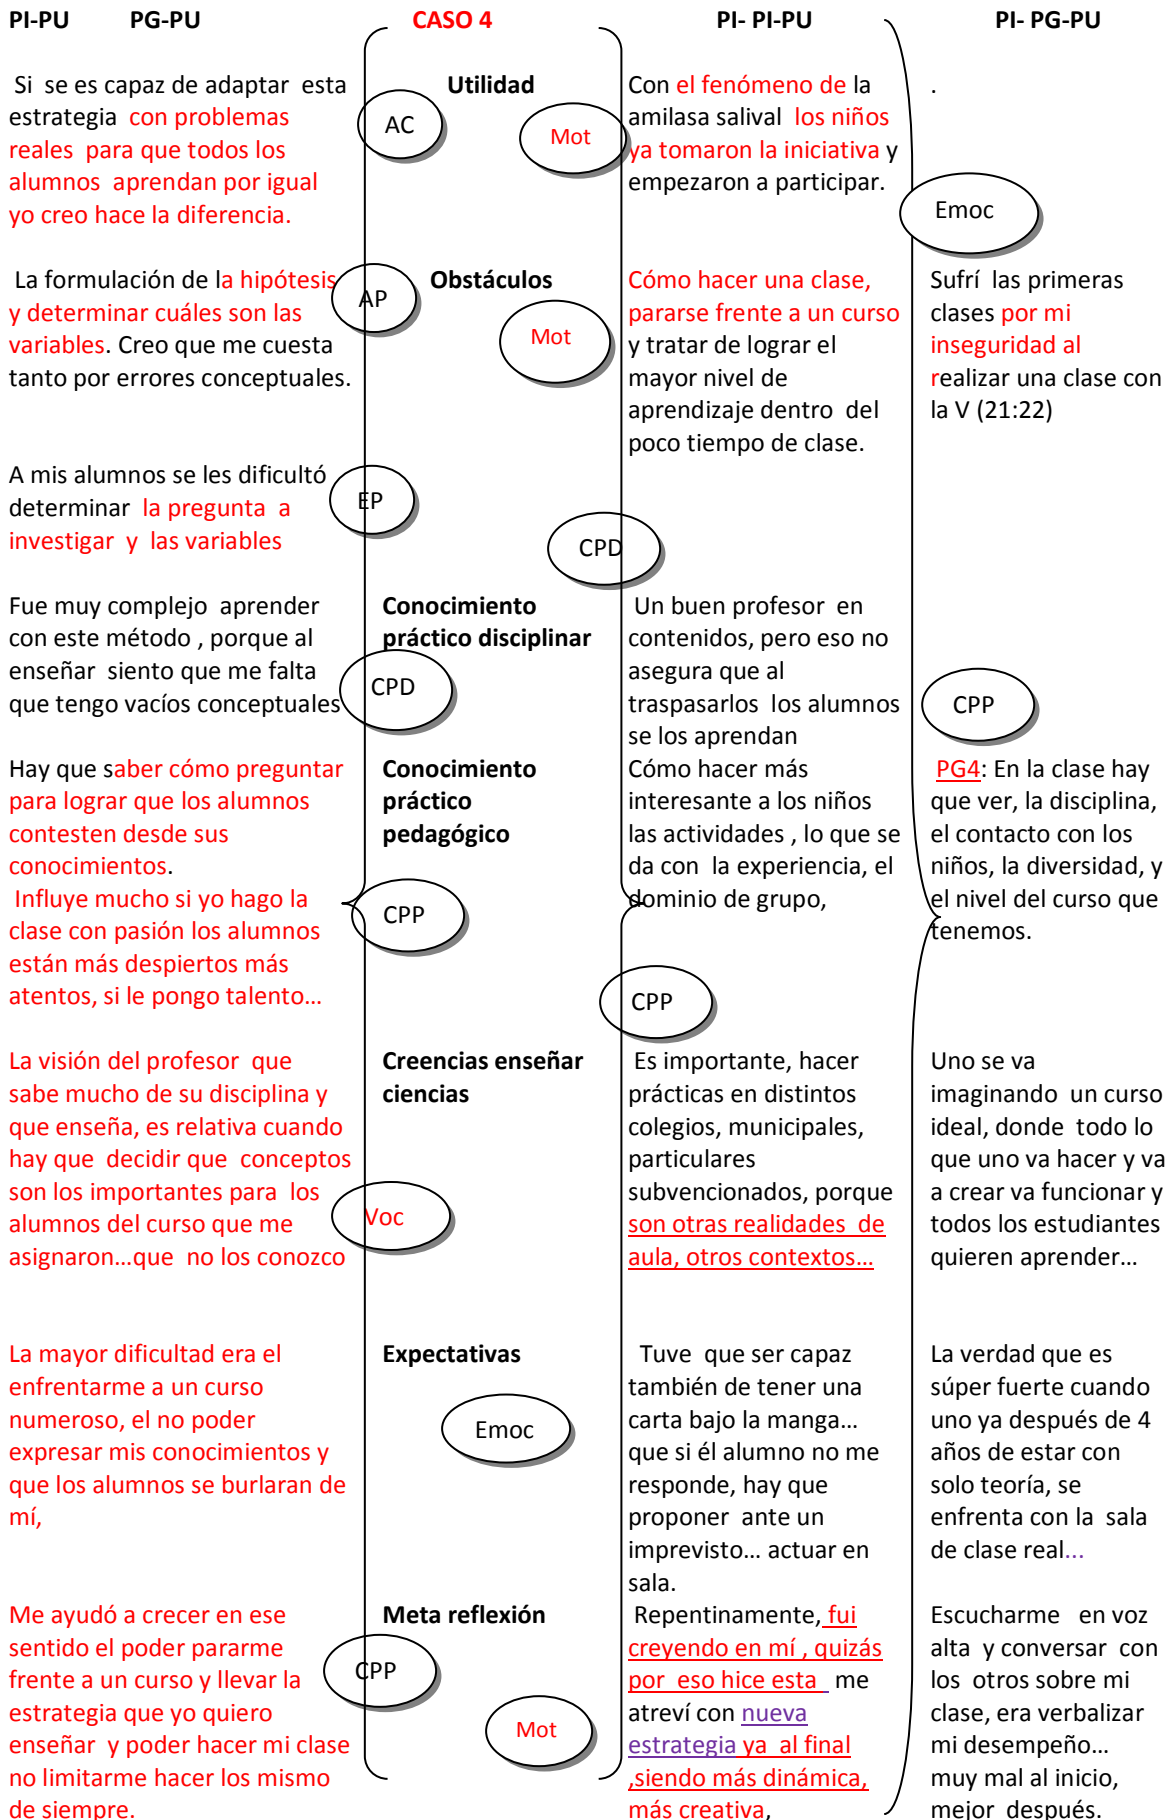 PI-PU PG-PU CASO 4 PI- PI-PU PI- PG-PU
Si se es capaz de adaptar esta
estrategia con problemas
reales para que todos los
alumnos aprendan por igual
yo creo hace la diferencia.
AC
Utilidad
Mot
Con el fenómeno de la
amilasa salival los niños
ya tomaron la iniciativa y
empezaron a participar.
.
Emoc
La formulación de la hipótesis
y determinar cuáles son las
variables. Creo que me cuesta
tanto por errores conceptuales.
AP
Obstáculos
Mot
Cómo hacer una clase,
pararse frente a un curso
y tratar de lograr el
mayor nivel de
aprendizaje dentro del
poco tiempo de clase.
Sufrí las primeras
clases por mi
inseguridad al
realizar una clase con
la V (21:22)
A mis alumnos se les dificultó
determinar la pregunta a
investigar y las variables
EP
CPD
Fue muy complejo aprender
con este método , porque al
enseñar siento que me falta
que tengo vacíos conceptuales
Conocimiento
práctico disciplinar
CPD
Un buen profesor en
contenidos, pero eso no
asegura que al
traspasarlos los alumnos
se los aprendan
CPP
Hay que saber cómo preguntar
para lograr que los alumnos
contesten desde sus
conocimientos.
Influye mucho si yo hago la
clase con pasión los alumnos
están más despiertos más
atentos, si le pongo talento...
Conocimiento
práctico
pedagógico
CPP
Cómo hacer más
interesante a los niños
las actividades , lo que se
da con la experiencia, el
dominio de grupo,
CPP
PG4: En la clase hay
que ver, la disciplina,
el contacto con los
niños, la diversidad, y
el nivel del curso que
tenemos.
La visión del profesor que
sabe mucho de su disciplina y
que enseña, es relativa cuando
hay que decidir que conceptos
son los importantes para los
alumnos del curso que me
asignaron...que no los conozco
Creencias enseñar
ciencias
Voc
Es importante, hacer
prácticas en distintos
colegios, municipales,
particulares
subvencionados, porque
son otras realidades de
aula, otros contextos...
Uno se va
imaginando un curso
ideal, donde todo lo
que uno va hacer y va
a crear va funcionar y
todos los estudiantes
quieren aprender...
La mayor dificultad era el
enfrentarme a un curso
numeroso, el no poder
expresar mis conocimientos y
que los alumnos se burlaran de
mí,
Expectativas
Emoc
Tuve que ser capaz
también de tener una
carta bajo la manga...
que si él alumno no me
responde, hay que
proponer ante un
imprevisto... actuar en
sala.
La verdad que es
súper fuerte cuando
uno ya después de 4
años de estar con
solo teoría, se
enfrenta con la sala
de clase real...
Me ayudó a crecer en ese
sentido el poder pararme
frente a un curso y llevar la
estrategia que yo quiero
enseñar y poder hacer mi clase
no limitarme hacer los mismo
de siempre.
Meta reflexión
CPP
Mot
Repentinamente, fui
creyendo en mí , quizás
por eso hice esta me
atreví con nueva
estrategia ya al final
,siendo más dinámica,
más creativa,
Escucharme en voz
alta y conversar con
los otros sobre mi
clase, era verbalizar
mi desempeño...
muy mal al inicio,
mejor después.